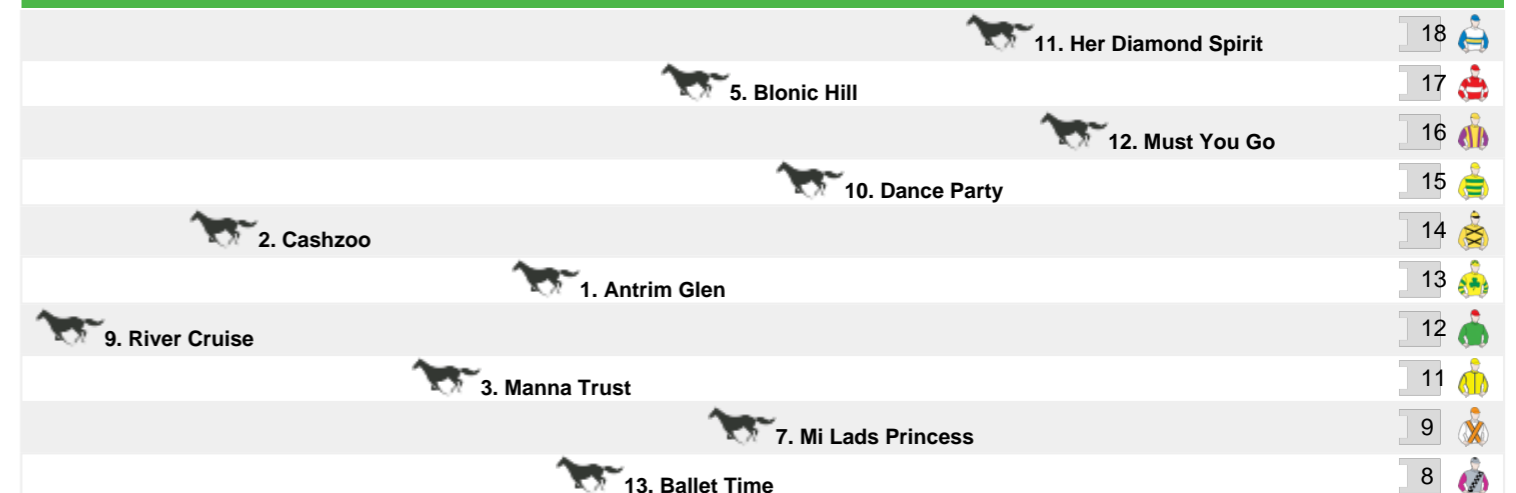 11. Her Diamond Spirit 18
5. Blonic Hill 17
12. Must You Go 16
10. Dance Party 15
2. Cashzoo 14
1. Antrim Glen 13
9. River Cruise 12
3. Manna Trust 11
7. Mi Lads Princess 9
13. Ballet Time 8